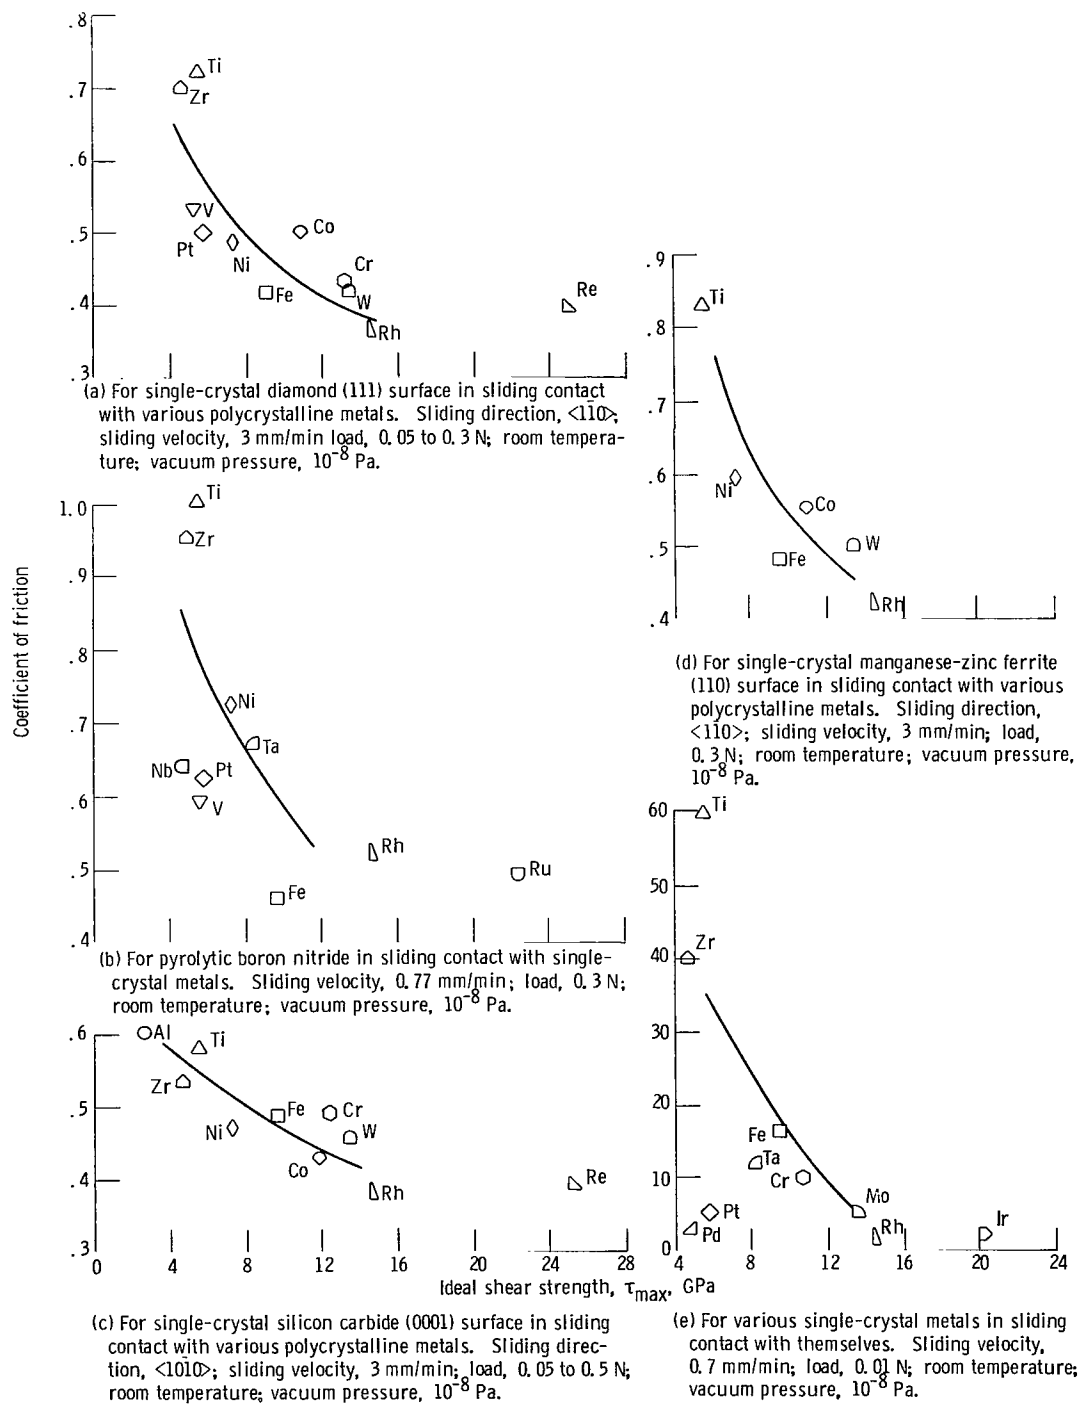 Coefficient of friction
.8
.7
.6
.5
.4
.3
Ti
Zr
V
Pt
Ni
Co
Fe
Cr
W
Rh
Re
(a) For single-crystal diamond (111) surface in sliding contact
with various polycrystalline metals. Sliding direction, <11̄0>;
sliding velocity, 3 mm/min load, 0.05 to 0.3 N; room tempera-
ture; vacuum pressure, 10⁻⁸ Pa.
1.0
.9
.8
.7
.6
.5
.4
Ti
Zr
Ni
Ta
Nb
Pt
V
Rh
Fe
Ru
(b) For pyrolytic boron nitride in sliding contact with single-
crystal metals. Sliding velocity, 0.77 mm/min; load, 0.3 N;
room temperature; vacuum pressure, 10⁻⁸ Pa.
.6
.5
.4
.3
Al
Ti
Zr
Ni
Fe
Cr
W
Co
Rh
Re
0 4 8 12 16 20 24 28
Ideal shear strength, τmax, GPa
(c) For single-crystal silicon carbide (0001) surface in sliding
contact with various polycrystalline metals. Sliding direc-
tion, <101̄0>; sliding velocity, 3 mm/min; load, 0.05 to 0.5 N;
room temperature; vacuum pressure, 10⁻⁸ Pa.
.9
.8
.7
.6
.5
.4
Ti
Ni
Co
Fe
W
Rh
(d) For single-crystal manganese-zinc ferrite
(110) surface in sliding contact with various
polycrystalline metals. Sliding direction,
<110>; sliding velocity, 3 mm/min; load,
0.3 N; room temperature; vacuum pressure,
10⁻⁸ Pa.
60
50
40
30
20
10
0
Ti
Zr
Fe
Ta
Cr
Mo
Pt
Pd
Rh
Ir
4 8 12 16 20 24
(e) For various single-crystal metals in sliding
contact with themselves. Sliding velocity,
0.7 mm/min; load, 0.01 N; room temperature;
vacuum pressure, 10⁻⁸ Pa.